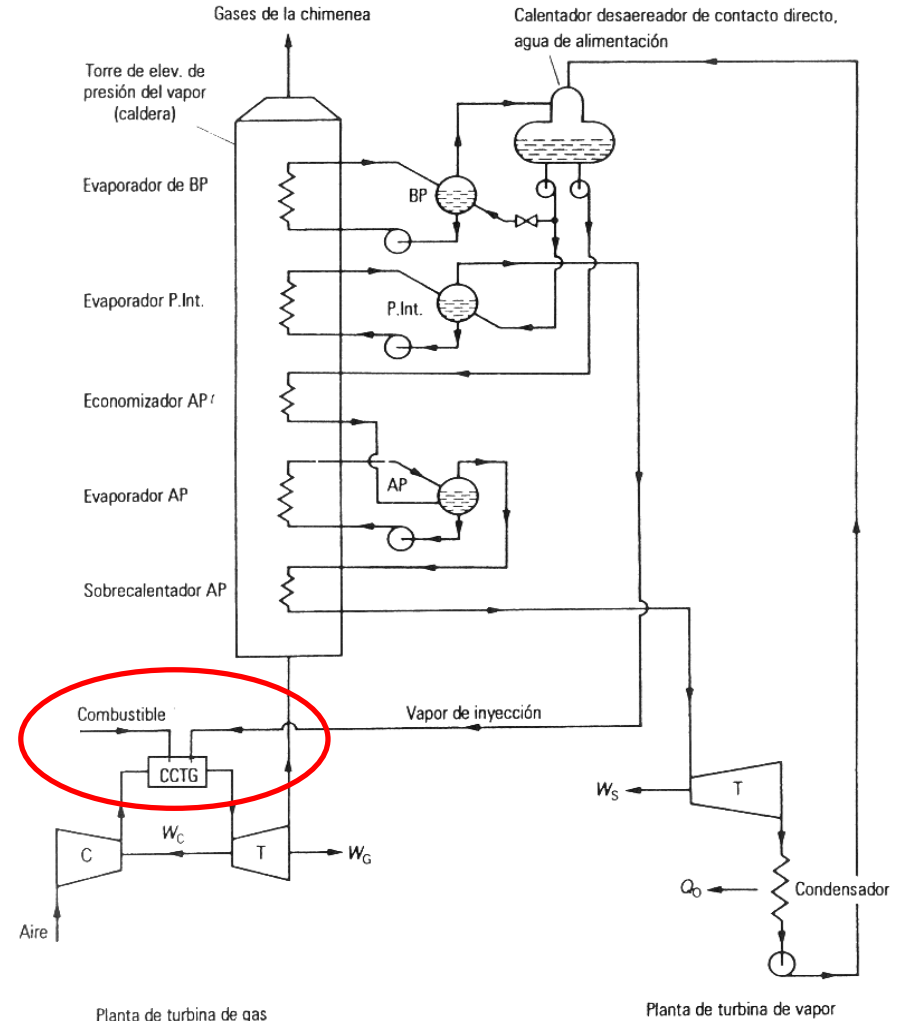 Gases de la chimenea
Calentador desaereador de contacto directo,
agua de alimentación
Torre de elev. de
presión del vapor
(caldera)
Evaporador de BP
BP
Evaporador P.Int.
P.Int.
Economizador AP
Evaporador AP
AP
Sobrecalentador AP
Combustible
Vapor de inyección
CCTG
W_S
T
W_C
C
T
W_G
Q_O
Condensador
Aire
Planta de turbina de gas
Planta de turbina de vapor